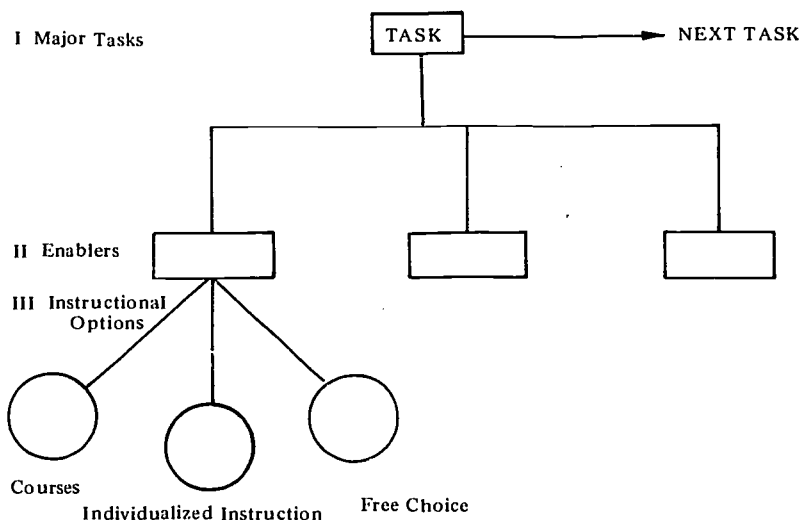 I Major Tasks
TASK
NEXT TASK
II Enablers
III Instructional
Options
Courses
Individualized Instruction
Free Choice